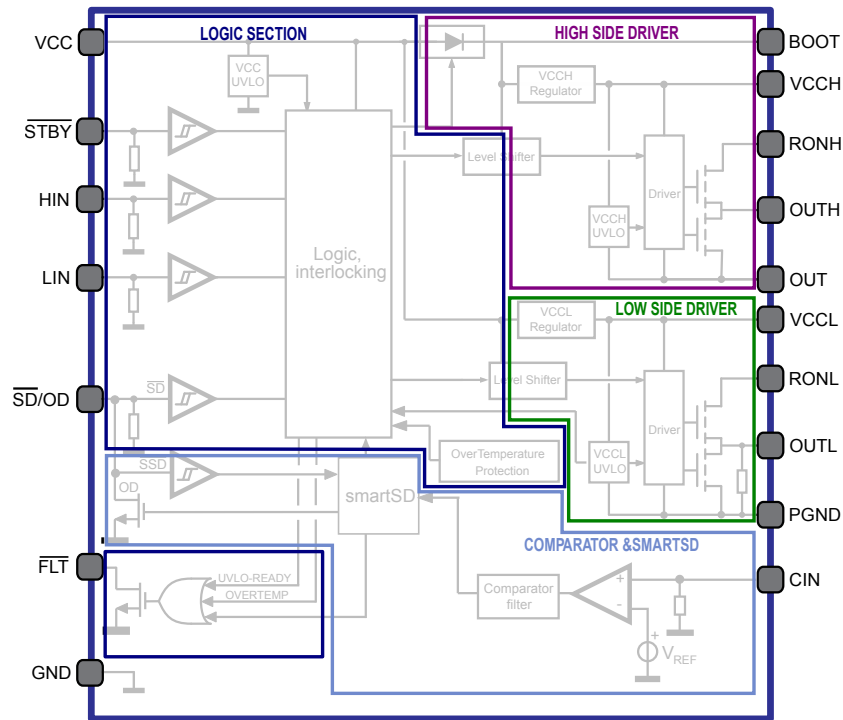 LOGIC SECTION
HIGH SIDE DRIVER
VCC
BOOT
VCC
UVLO
VCCH
Regulator
VCCH
STBY
RONH
Level Shifter
Driver
HIN
OUTH
VCCH
UVLO
Logic,
interlocking
LIN
OUT
LOW SIDE DRIVER
VCCL
Regulator
VCCL
SD
Level Shifter
RONL
SD/OD
Driver
OUTL
OverTemperature
Protection
VCCL
UVLO
SSD
OD
smartSD
PGND
COMPARATOR &SMARTSD
FLT
UVLO-READY
OVERTEMP
Comparator
filter
+
-
CIN
+
VREF
GND